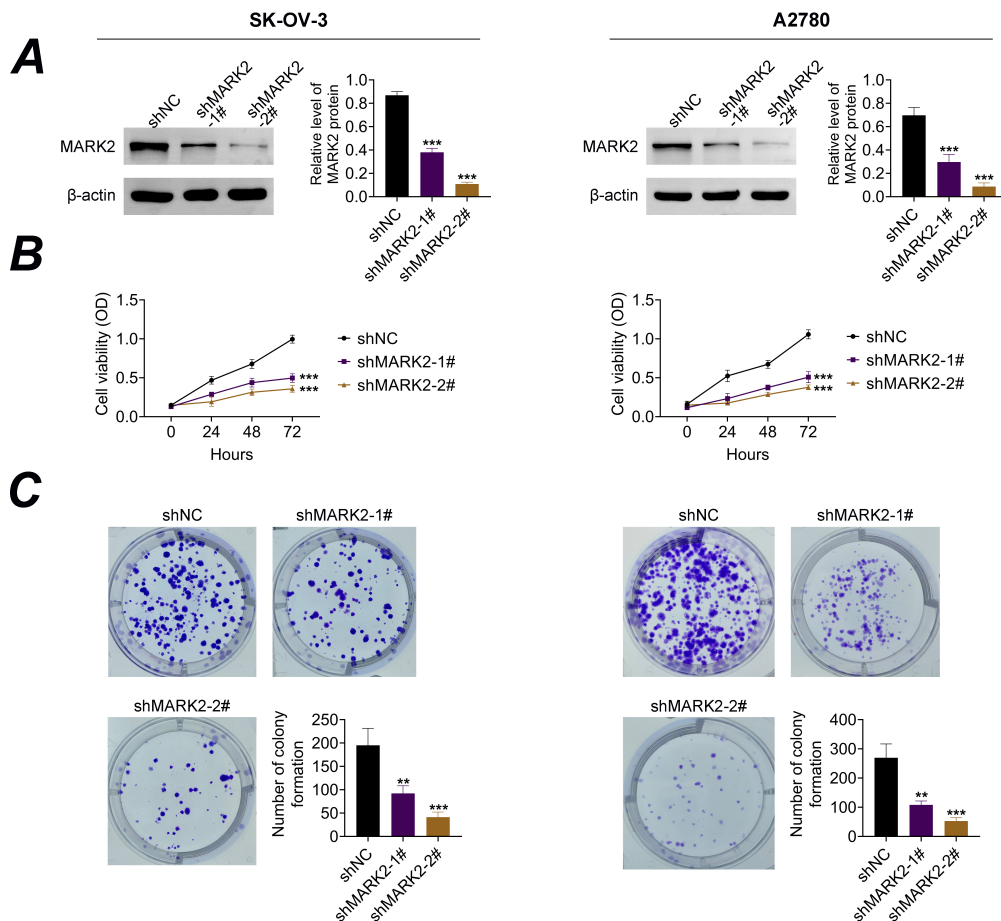 SK-OV-3
A2780
A
shNC
shMARK2
-1#
shMARK2
-2#
MARK2
β-actin
Relative level of
MARK2 protein
1.0
0.8
0.6
0.4
0.2
0.0
***
***
shNC
shMARK2-1#
shMARK2-2#
shNC
shMARK2
-1#
shMARK2
-2#
MARK2
β-actin
Relative level of
MARK2 protein
1.0
0.8
0.6
0.4
0.2
0.0
***
***
shNC
shMARK2-1#
shMARK2-2#
B
Cell viability (OD)
1.5
1.0
0.5
0.0
0 24 48 72
Hours
***
***
shNC
shMARK2-1#
shMARK2-2#
Cell viability (OD)
1.5
1.0
0.5
0.0
0 24 48 72
Hours
***
***
shNC
shMARK2-1#
shMARK2-2#
C
shNC
shMARK2-1#
shMARK2-2#
Number of colony
formation
250
200
150
100
50
0
**
***
shNC
shMARK2-1#
shMARK2-2#
shNC
shMARK2-1#
shMARK2-2#
Number of colony
formation
400
300
200
100
0
**
***
shNC
shMARK2-1#
shMARK2-2#